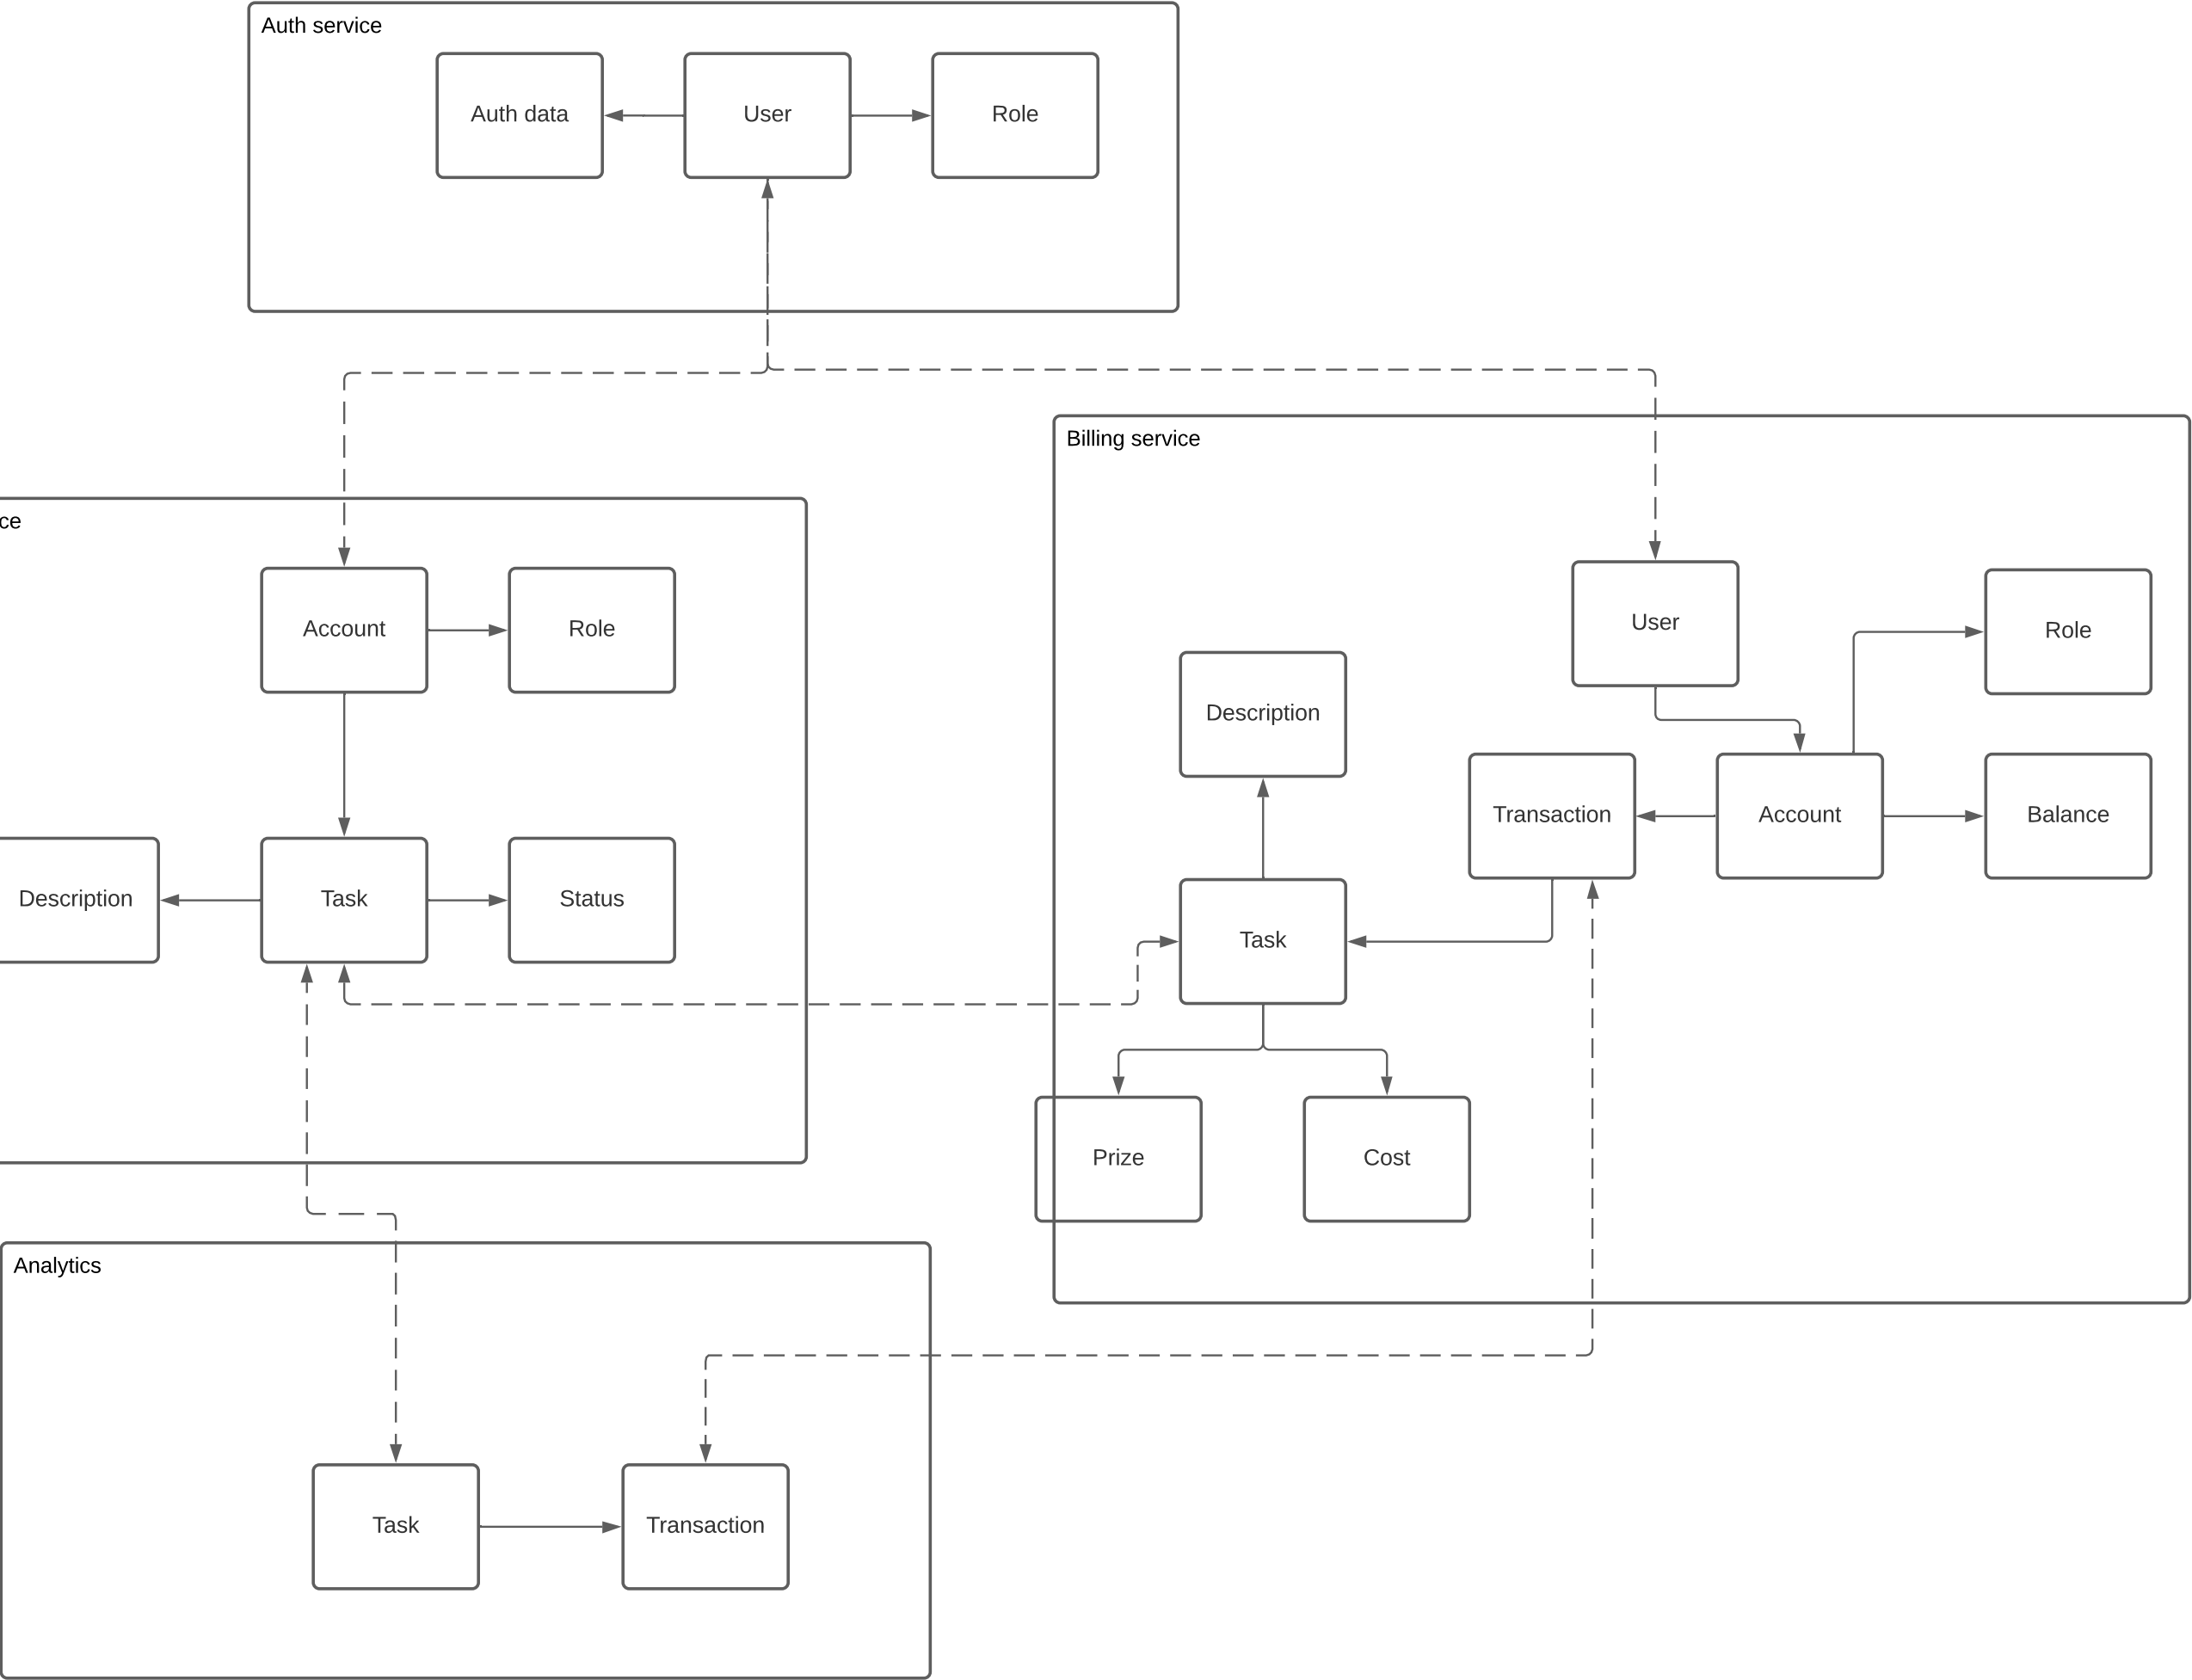 Auth service
Auth data
User
Role
Billing service
ce
Account
Role
User
Role
Description
Transaction
Account
Balance
Description
Task
Status
Task
Prize
Cost
Analytics
Task
Transaction